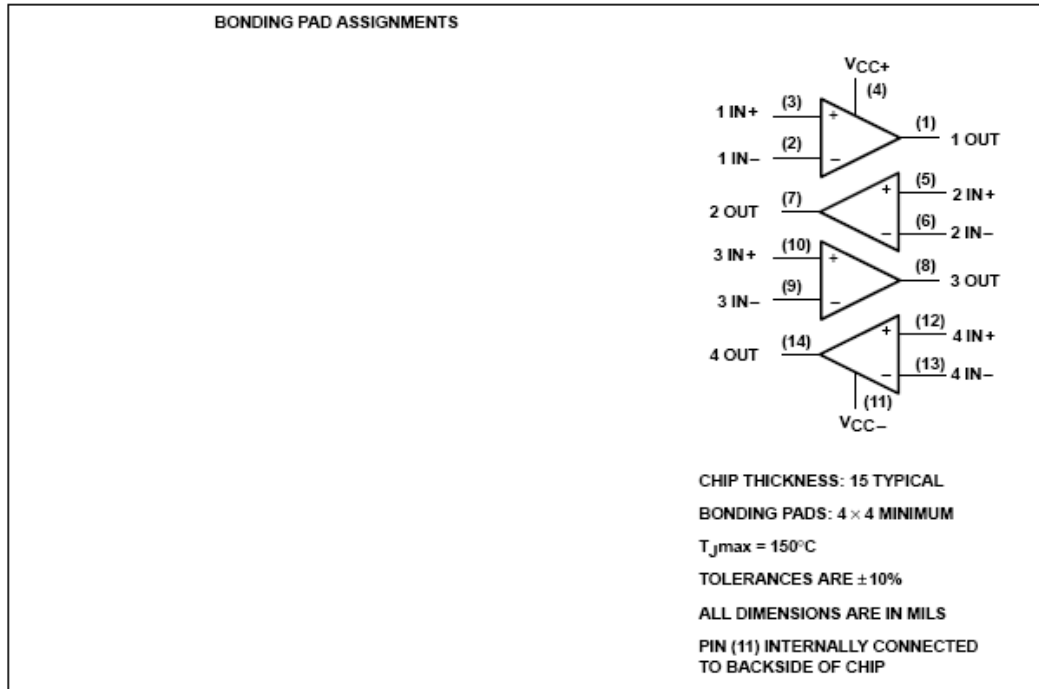 BONDING PAD ASSIGNMENTS
VCC+
(4)
1 IN+ (3) +
(1) 1 OUT
1 IN− (2) −
(5) 2 IN+ +
2 OUT (7)
(6) 2 IN− −
3 IN+ (10) +
(8) 3 OUT
3 IN− (9) −
(12) 4 IN+ +
4 OUT (14)
(13) 4 IN− −
(11)
VCC−
CHIP THICKNESS: 15 TYPICAL
BONDING PADS: 4 × 4 MINIMUM
TJmax = 150°C
TOLERANCES ARE ±10%
ALL DIMENSIONS ARE IN MILS
PIN (11) INTERNALLY CONNECTED
TO BACKSIDE OF CHIP